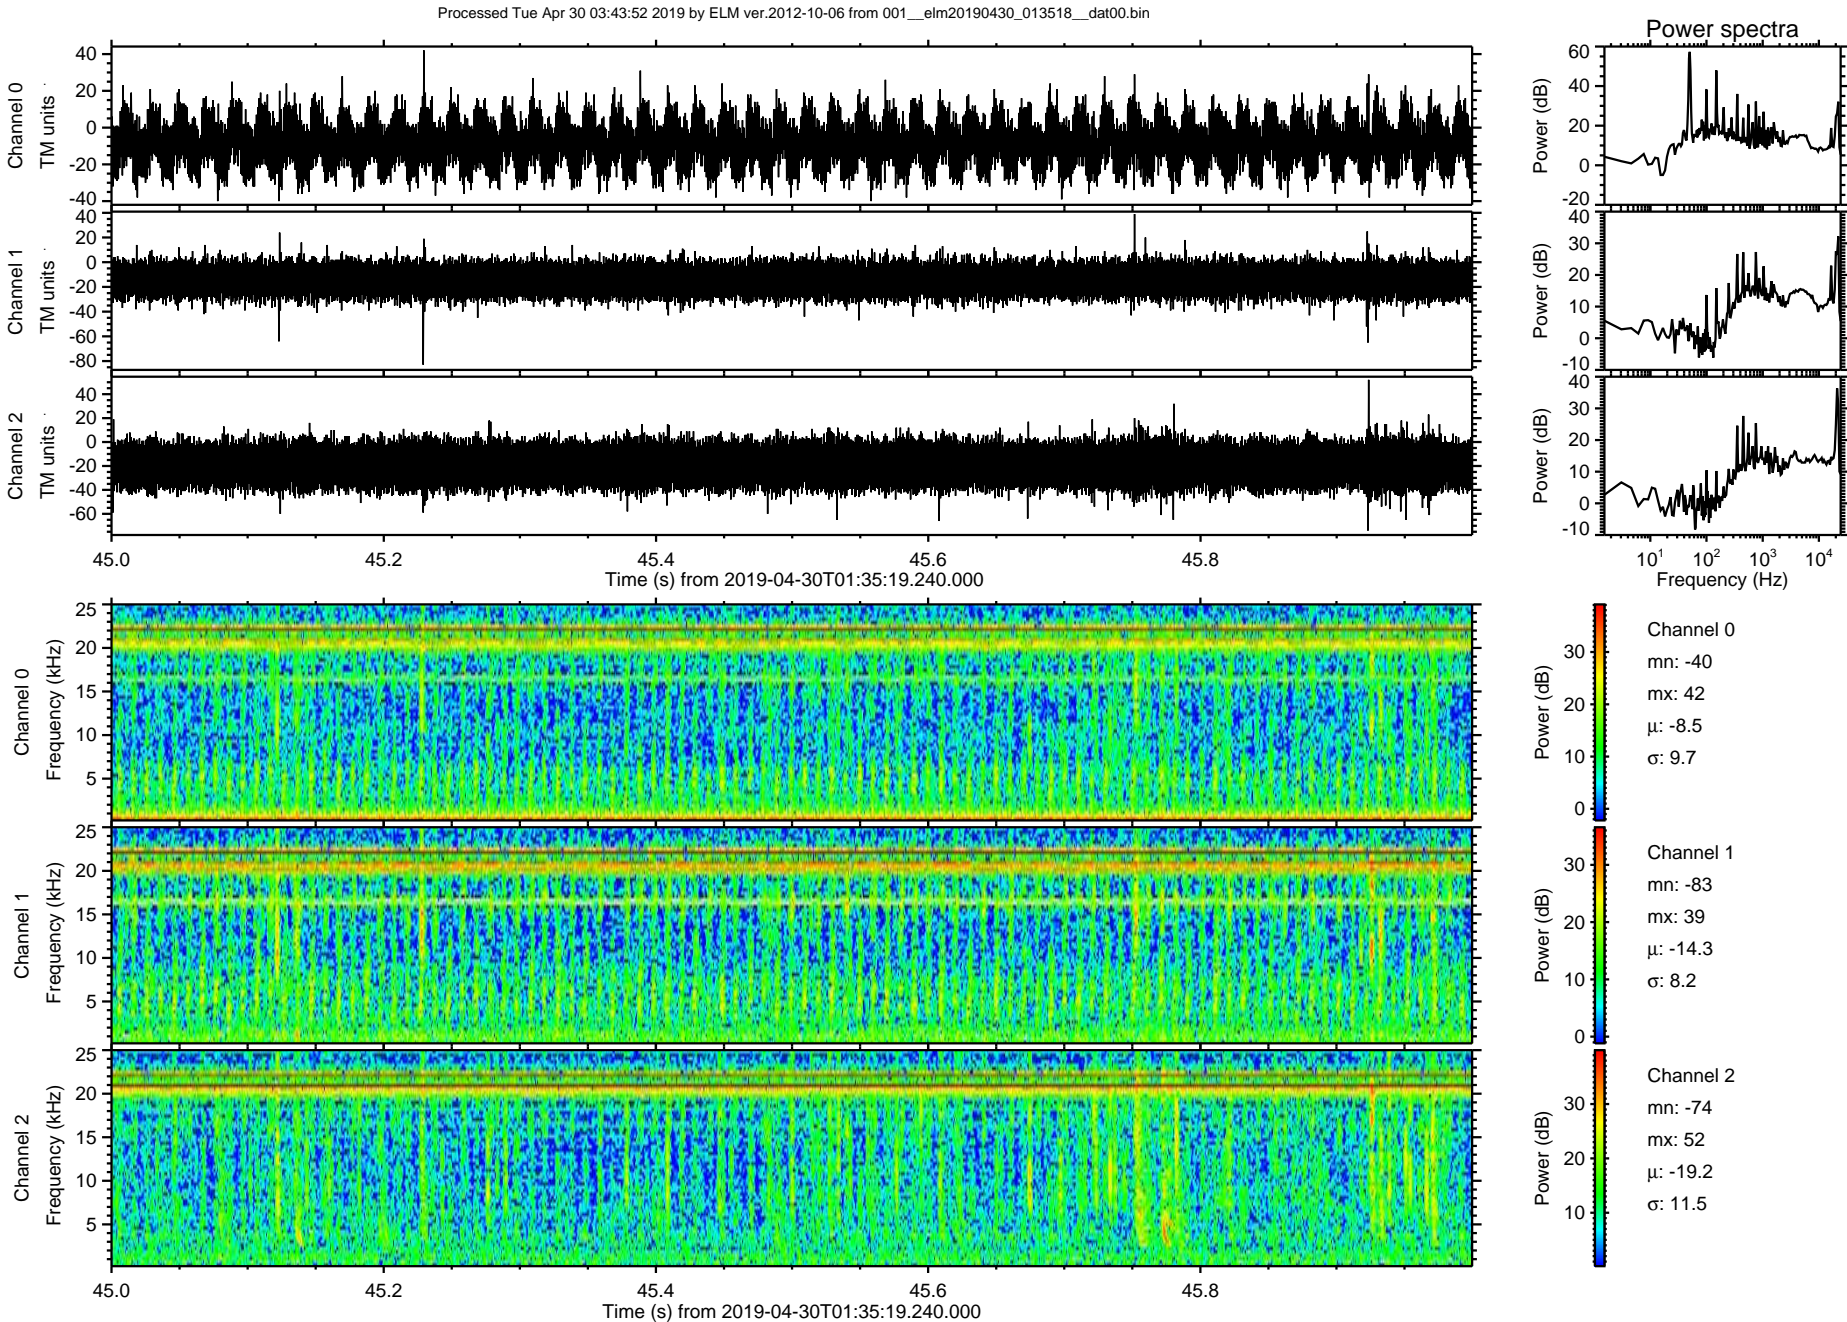 Processed Tue Apr 30 03:43:52 2019 by ELM ver.2012-10-06 from 001__elm20190430_013518__dat00.bin
Power spectra
Channel 0
TM units
40
20
0
-20
-40
Power (dB)
60
40
20
0
-20
Channel 1
TM units
40
20
0
-20
-40
-60
-80
Power (dB)
40
30
20
10
0
-10
Channel 2
TM units
40
20
0
-20
-40
-60
Power (dB)
40
30
20
10
0
-10
45.0 45.2 45.4 45.6 45.8
Time (s) from 2019-04-30T01:35:19.240.000
10^1 10^2 10^3 10^4
Frequency (Hz)
Channel 0
Frequency (kHz)
25
20
15
10
5
Power (dB)
30
20
10
0
Channel 0
mn: -40
mx: 42
μ: -8.5
σ: 9.7
Channel 1
Frequency (kHz)
25
20
15
10
5
Power (dB)
30
20
10
0
Channel 1
mn: -83
mx: 39
μ: -14.3
σ: 8.2
Channel 2
Frequency (kHz)
25
20
15
10
5
Power (dB)
30
20
10
Channel 2
mn: -74
mx: 52
μ: -19.2
σ: 11.5
45.0 45.2 45.4 45.6 45.8
Time (s) from 2019-04-30T01:35:19.240.000